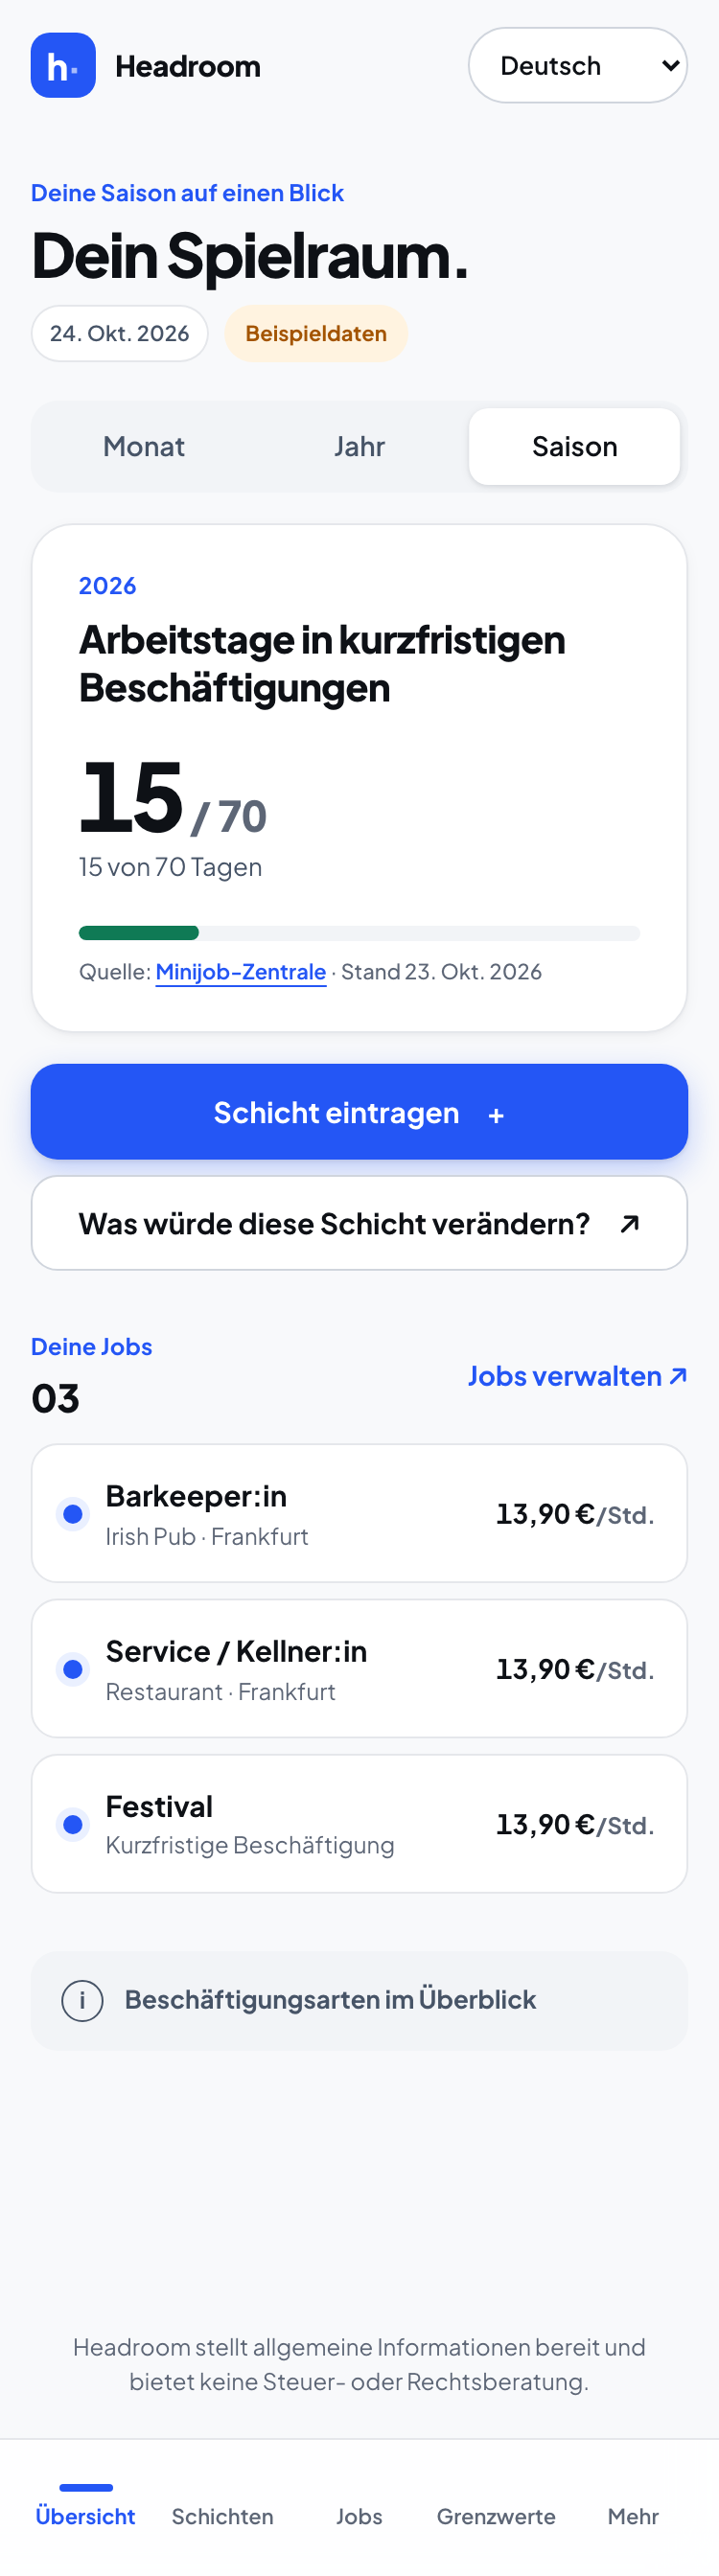 h.
Headroom
Deutsch
Deine Saison auf einen Blick
Dein Spielraum.
24. Okt. 2026
Beispieldaten
Monat
Jahr
Saison
2026
Arbeitstage in kurzfristigen
Beschäftigungen
15 / 70
15 von 70 Tagen
Quelle: Minijob-Zentrale · Stand 23. Okt. 2026
Schicht eintragen +
Was würde diese Schicht verändern? ↗
Deine Jobs
03
Jobs verwalten ↗
Barkeeper:in
Irish Pub · Frankfurt
13,90 €/Std.
Service / Kellner:in
Restaurant · Frankfurt
13,90 €/Std.
Festival
Kurzfristige Beschäftigung
13,90 €/Std.
i Beschäftigungsarten im Überblick
Headroom stellt allgemeine Informationen bereit und
bietet keine Steuer- oder Rechtsberatung.
Übersicht
Schichten
Jobs
Grenzwerte
Mehr